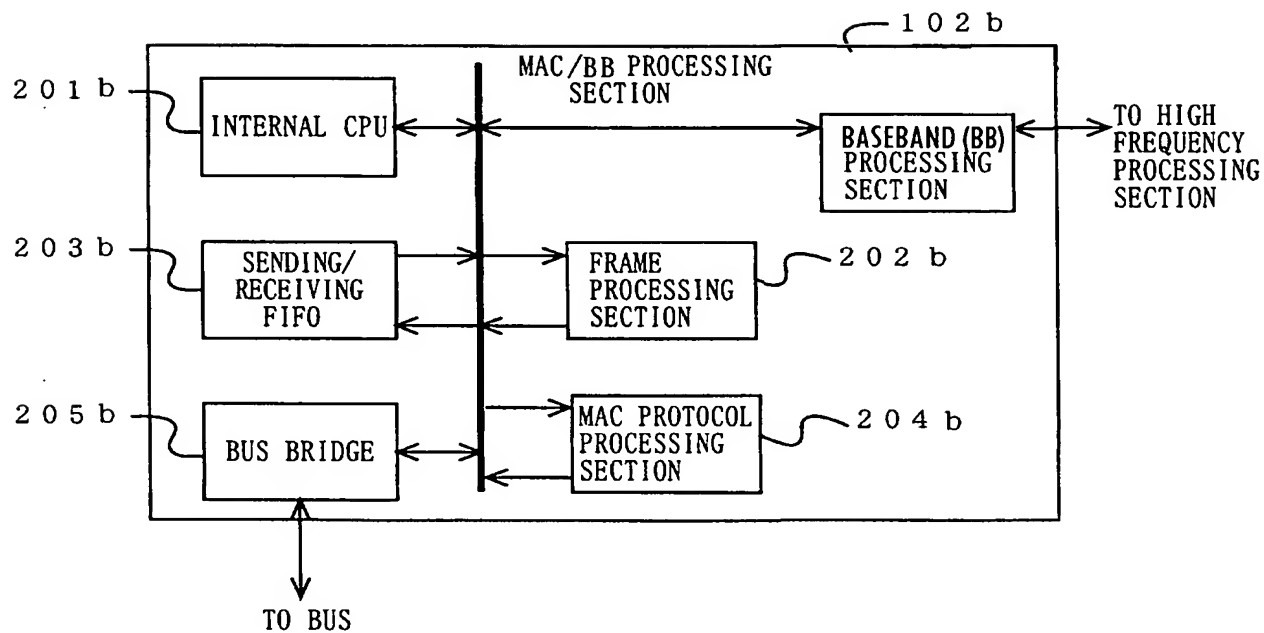 102b
MAC/BB PROCESSING
SECTION
201b
INTERNAL CPU
BASEBAND (BB)
PROCESSING
SECTION
TO HIGH
FREQUENCY
PROCESSING
SECTION
203b
SENDING/
RECEIVING
FIFO
FRAME
PROCESSING
SECTION
202b
205b
BUS BRIDGE
MAC PROTOCOL
PROCESSING
SECTION
204b
TO BUS